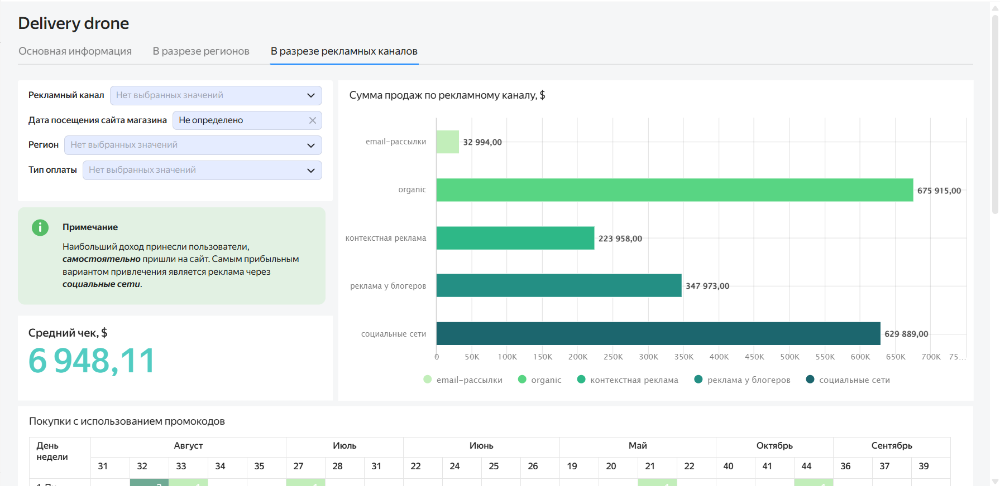 Delivery drone
Основная информация
В разрезе регионов
В разрезе рекламных каналов
Рекламный канал
Нет выбранных значений
Дата посещения сайта магазина
Не определено
Регион
Нет выбранных значений
Тип оплаты
Нет выбранных значений
Примечание
Наибольший доход принесли пользователи,
самостоятельно пришли на сайт. Самым прибыльным
вариантом привлечения является реклама через
социальные сети.
Средний чек, $
6 948,11
Сумма продаж по рекламному каналу, $
email-рассылки
32 994,00
organic
675 915,00
контекстная реклама
223 958,00
реклама у блогеров
347 973,00
социальные сети
629 889,00
0 50K 100K 150K 200K 250K 300K 350K 400K 450K 500K 550K 600K 650K 700K 75...
email-рассылки organic контекстная реклама реклама у блогеров социальные сети
Покупки с использованием промокодов
День
недели
Август Июль Июнь Май Октябрь Сентябрь
31 32 33 34 35 27 28 31 22 24 25 26 19 20 21 22 40 41 44 36 37 39